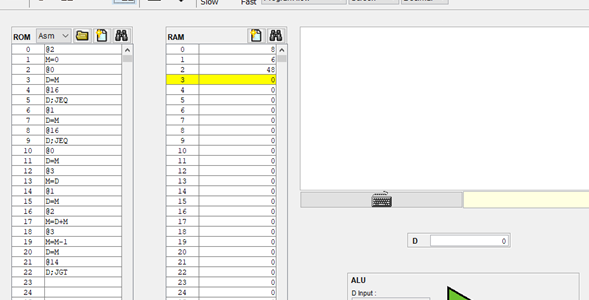 Slow Fast
ROM Asm RAM
0 @2 0 8
1 M=0 1 6
2 @0 2 48
3 D=M 3 0
4 @16 4 0
5 D;JEQ 5 0
6 @1 6 0
7 D=M 7 0
8 @16 8 0
9 D;JEQ 9 0
10 @0 10 0
11 D=M 11 0
12 @3 12 0
13 M=D 13 0
14 @1 14 0
15 D=M 15 0
16 @2 16 0
17 M=D+M 17 0
18 @3 18 0
19 M=M-1 19 0
20 D=M 20 0
21 @14 21 0
22 D;JGT 22 0
23 23 0
24 24 0
D 0
ALU
D Input :